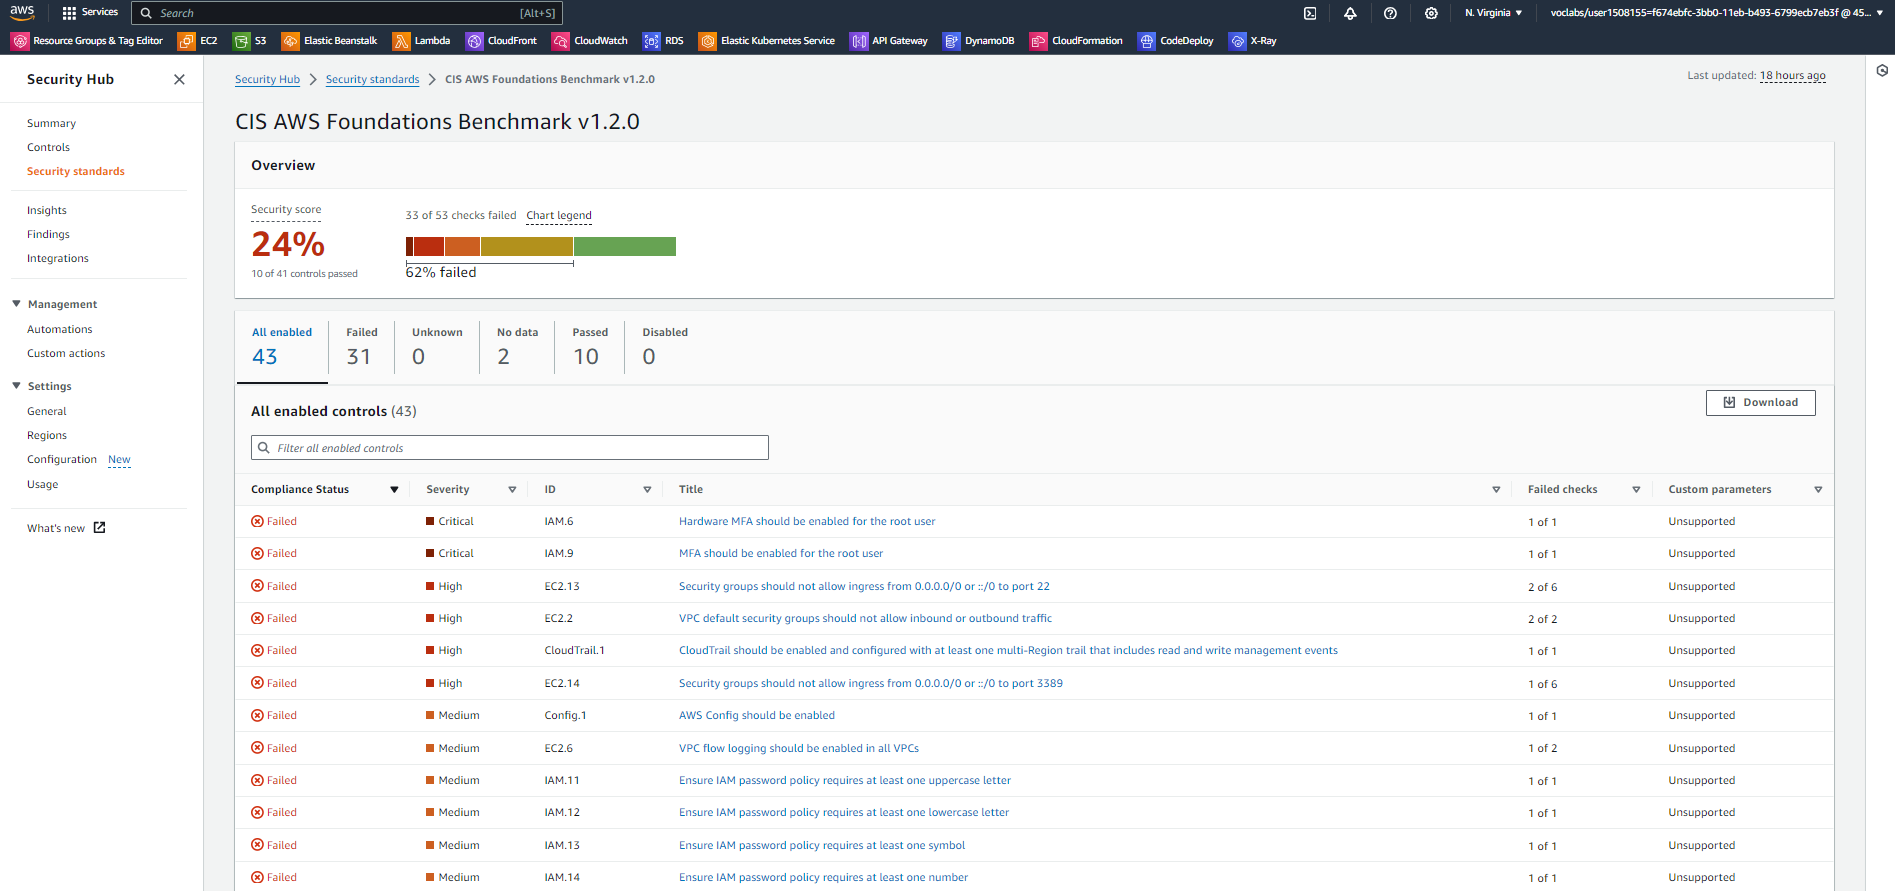 aws Services Search [Alt+S] N. Virginia voclabs/user1508155=f674ebfc-3bb0-11eb-b493-6799ecb7eb3f @ 45...
Resource Groups & Tag Editor EC2 S3 Elastic Beanstalk Lambda CloudFront CloudWatch RDS Elastic Kubernetes Service API Gateway DynamoDB CloudFormation CodeDeploy X-Ray
Security Hub
Summary
Controls
Security standards
Insights
Findings
Integrations
Management
Automations
Custom actions
Settings
General
Regions
Configuration New
Usage
What's new
Security Hub Security standards CIS AWS Foundations Benchmark v1.2.0
Last updated: 18 hours ago
CIS AWS Foundations Benchmark v1.2.0
Overview
Security score
24%
10 of 41 controls passed
33 of 53 checks failed Chart legend
62% failed
All enabled Failed Unknown No data Passed Disabled
43 31 0 2 10 0
All enabled controls (43)
Download
Filter all enabled controls
Compliance Status Severity ID Title Failed checks Custom parameters
Failed Critical IAM.6 Hardware MFA should be enabled for the root user 1 of 1 Unsupported
Failed Critical IAM.9 MFA should be enabled for the root user 1 of 1 Unsupported
Failed High EC2.13 Security groups should not allow ingress from 0.0.0.0/0 or ::/0 to port 22 2 of 6 Unsupported
Failed High EC2.2 VPC default security groups should not allow inbound or outbound traffic 2 of 2 Unsupported
Failed High CloudTrail.1 CloudTrail should be enabled and configured with at least one multi-Region trail that includes read and write management events 1 of 1 Unsupported
Failed High EC2.14 Security groups should not allow ingress from 0.0.0.0/0 or ::/0 to port 3389 1 of 6 Unsupported
Failed Medium Config.1 AWS Config should be enabled 1 of 1 Unsupported
Failed Medium EC2.6 VPC flow logging should be enabled in all VPCs 1 of 2 Unsupported
Failed Medium IAM.11 Ensure IAM password policy requires at least one uppercase letter 1 of 1 Unsupported
Failed Medium IAM.12 Ensure IAM password policy requires at least one lowercase letter 1 of 1 Unsupported
Failed Medium IAM.13 Ensure IAM password policy requires at least one symbol 1 of 1 Unsupported
Failed Medium IAM.14 Ensure IAM password policy requires at least one number 1 of 1 Unsupported